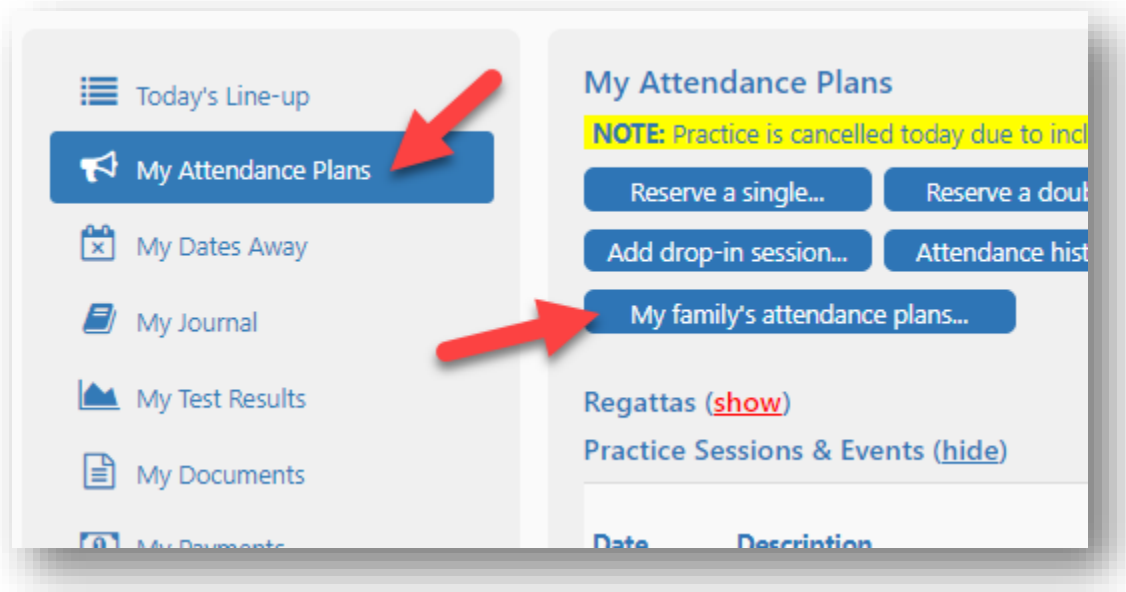 Today's Line-up
My Attendance Plans
My Dates Away
My Journal
My Test Results
My Documents
My Payments
My Attendance Plans
NOTE: Practice is cancelled today due to incl
Reserve a single... Reserve a doub
Add drop-in session... Attendance hist
My family's attendance plans...
Regattas (show)
Practice Sessions & Events (hide)
Date Description